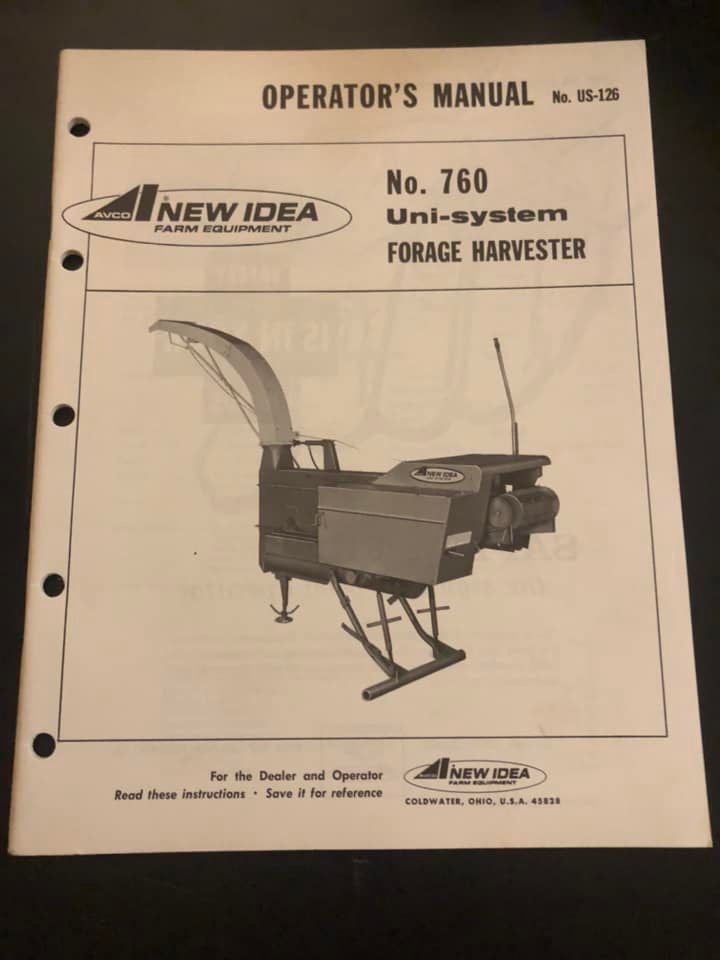 OPERATOR'S MANUAL No. US-126
AVCO NEW IDEA
FARM EQUIPMENT
No. 760
Uni-system
FORAGE HARVESTER
NEW IDEA
For the Dealer and Operator
Read these instructions • Save it for reference
AVCO NEW IDEA
FARM EQUIPMENT
COLDWATER, OHIO, U.S.A. 45828